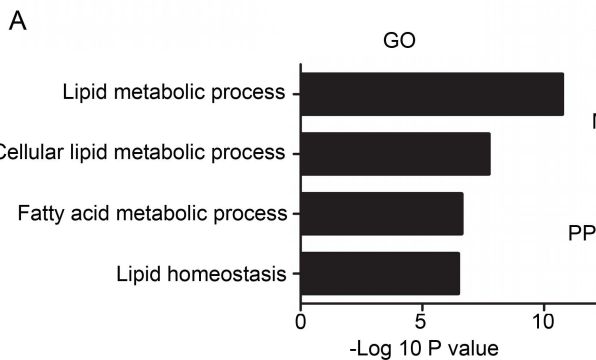 A
GO
Lipid metabolic process
Cellular lipid metabolic process
Fatty acid metabolic process
PP
Lipid homeostasis
0 5 10
-Log 10 P value